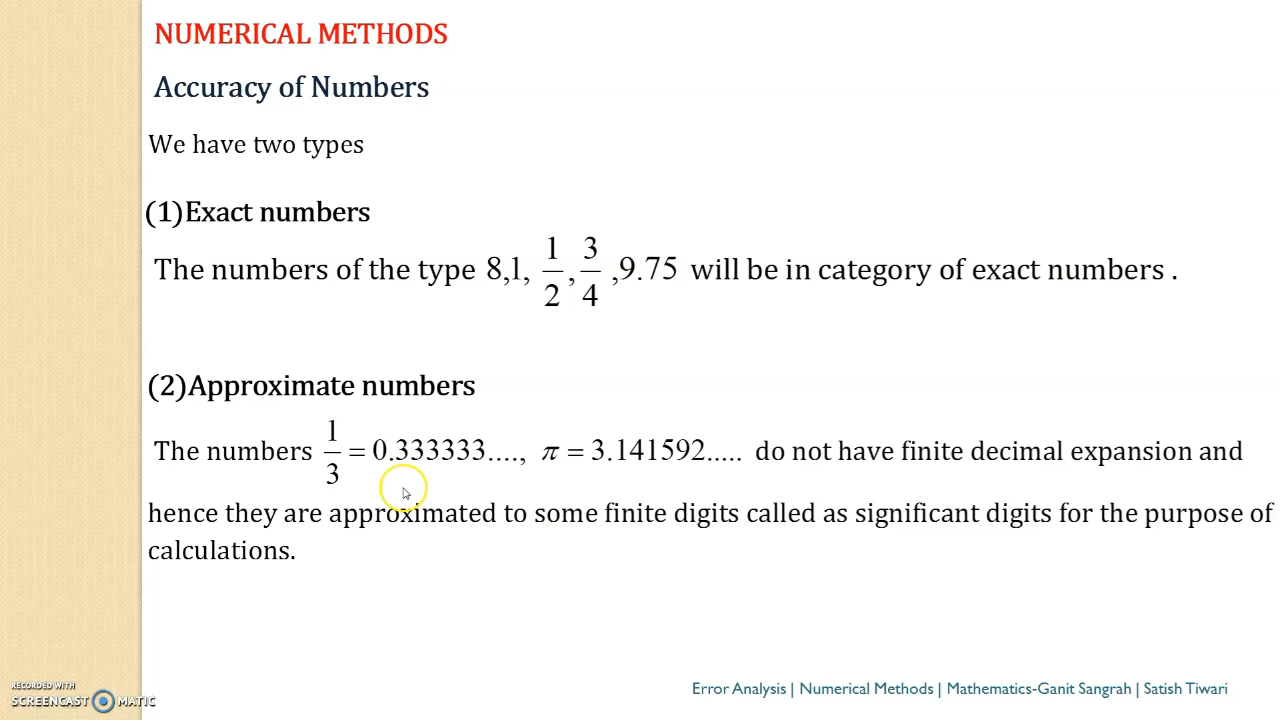 NUMERICAL METHODS
Accuracy of Numbers
We have two types
(1)Exact numbers
The numbers of the type 8,1, 1/2, 3/4 ,9.75 will be in category of exact numbers .
(2)Approximate numbers
The numbers 1/3 = 0.333333...., π = 3.141592..... do not have finite decimal expansion and
hence they are approximated to some finite digits called as significant digits for the purpose of
calculations.
RECORDED WITH
SCREENCAST MATIC
Error Analysis | Numerical Methods | Mathematics-Ganit Sangrah | Satish Tiwari